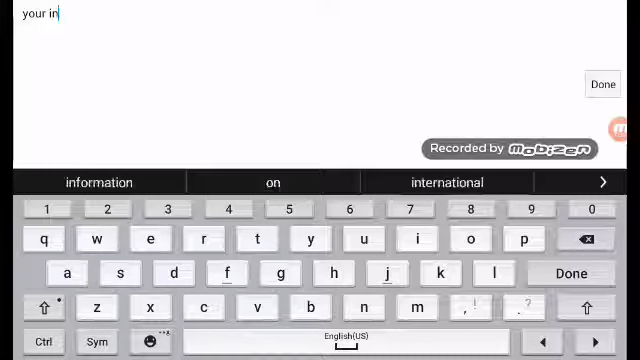 your in
Done
Recorded by mobizen
information on international >
1 2 3 4 5 6 7 8 9 0
q w e r t y u i o p
a s d f g h j k l Done
z x c v b n m , ! . ?
Ctrl Sym English(US)